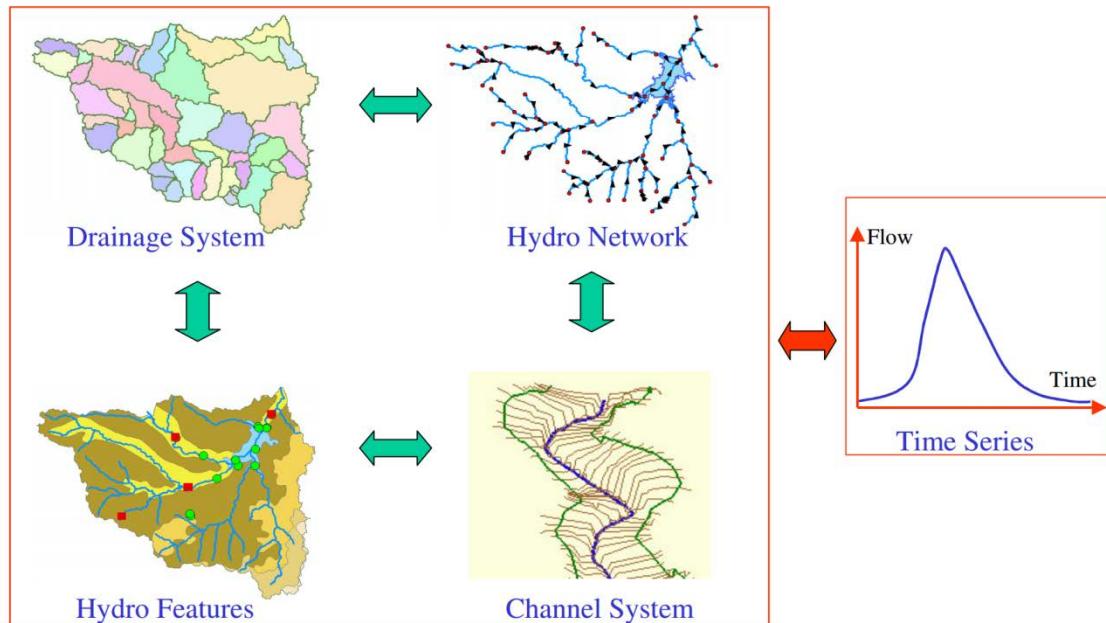 Drainage System
Hydro Network
Flow
Time
Time Series
Hydro Features
Channel System